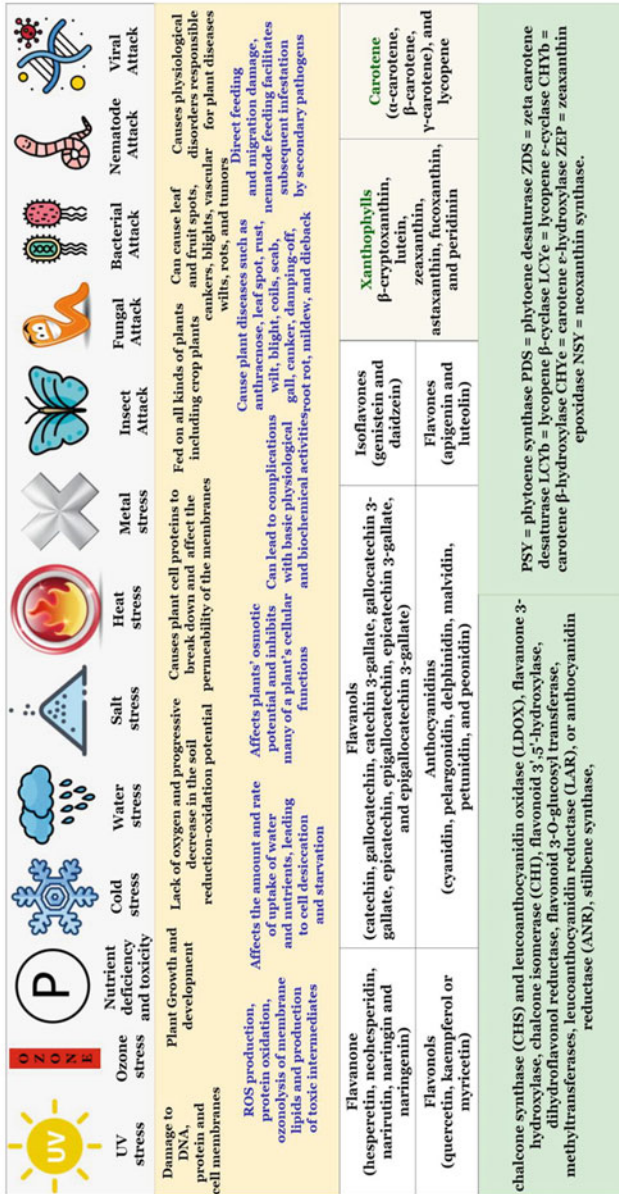 UV
UV
stress
OZONE
Ozone
stress
P
Nutrient
deficiency
and toxicity
Cold
stress
Water
stress
Salt
stress
Heat
stress
Metal
stress
Insect
Attack
Fungal
Attack
Bacterial
Attack
Nematode
Attack
Viral
Attack
Damage to
DNA,
protein and
cell membranes
ROS production,
protein oxidation,
ozonolysis of membrane
lipids and production
of toxic intermediates
Plant Growth and
development
Affects the amount and rate
of uptake of water
and nutrients, leading
to cell desiccation
and starvation
Lack of oxygen and progressive
decrease in the soil
reduction-oxidation potential
Affects plants' osmotic
potential and inhibits
many of a plant's cellular
functions
Causes plant cell proteins to
break down and affect the
permeability of the membranes
Can lead to complications
with basic physiological
and biochemical activities
Fed on all kinds of plants
including crop plants
Cause plant diseases such as
anthracnose, leaf spot, rust,
wilt, blight, coils, scab,
gall, canker, damping-off,
root rot, mildew, and dieback
Can cause leaf
and fruit spots,
cankers, blights, vascular
wilts, rots, and tumors
Direct feeding
and migration damage,
nematode feeding facilitates
subsequent infestation
by secondary pathogens
Causes physiological
disorders responsible
for plant diseases
Flavanone
(hesperetin, neohesperidin,
narirutin, naringin and
naringenin)
Flavanols
(catechin, gallocatechin, catechin 3-gallate, gallocatechin 3-
gallate, epicatechin, epigallocatechin, epicatechin 3-gallate,
and epigallocatechin 3-gallate)
Isoflavones
(genistein and
daidzein)
Xanthophylls
β-cryptoxanthin,
lutein,
zeaxanthin,
astaxanthin, fucoxanthin,
and peridinin
Carotene
(α-carotene,
β-carotene,
γ-carotene), and
lycopene
Flavonols
(quercetin, kaempferol or
myricetin)
Anthocyanidins
(cyanidin, pelargonidin, delphinidin, malvidin,
petunidin, and peonidin)
Flavones
(apigenin and
luteolin)
chalcone synthase (CHS) and leucoanthocyanidin oxidase (LDOX), flavanone 3-
hydroxylase, chalcone isomerase (CHI), flavonoid 3',5'-hydroxylase,
dihydroflavonol reductase, flavonoid 3-O-glucosyl transferase,
methyltransferases, leucoanthocyanidin reductase (LAR), or anthocyanidin
reductase (ANR), stilbene synthase,
PSY = phytoene synthase PDS = phytoene desaturase ZDS = zeta carotene
desaturase LCYb = lycopene β-cyclase LCYe = lycopene ε-cyclase CHYb =
carotene β-hydroxylase CHYe = carotene ε-hydroxylase ZEP = zeaxanthin
epoxidase NSY = neoxanthin synthase.